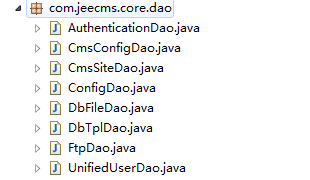 com.jeecms.core.dao
AuthenticationDao.java
CmsConfigDao.java
CmsSiteDao.java
ConfigDao.java
DbFileDao.java
DbTplDao.java
FtpDao.java
UnifiedUserDao.java